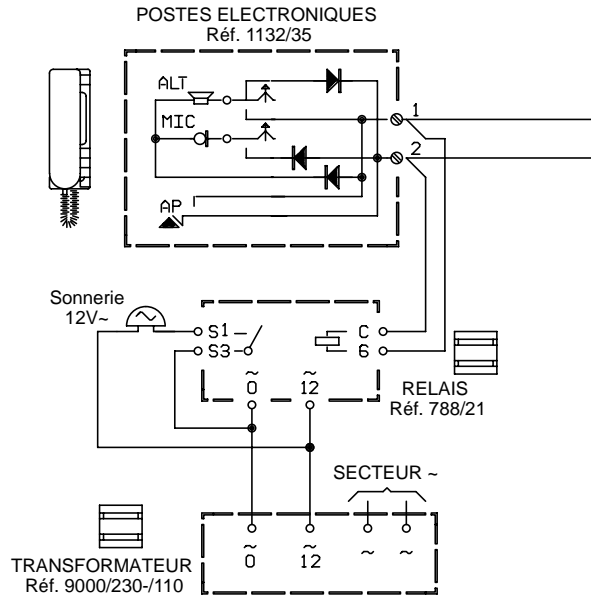 POSTES ELECTRONIQUES
Réf. 1132/35
ALT
MIC
AP
1
2
Sonnerie
12V~
S1
S3
C
6
~
0
~
12
RELAIS
Réf. 788/21
SECTEUR ~
~
0
~
12
~
~
TRANSFORMATEUR
Réf. 9000/230-/110